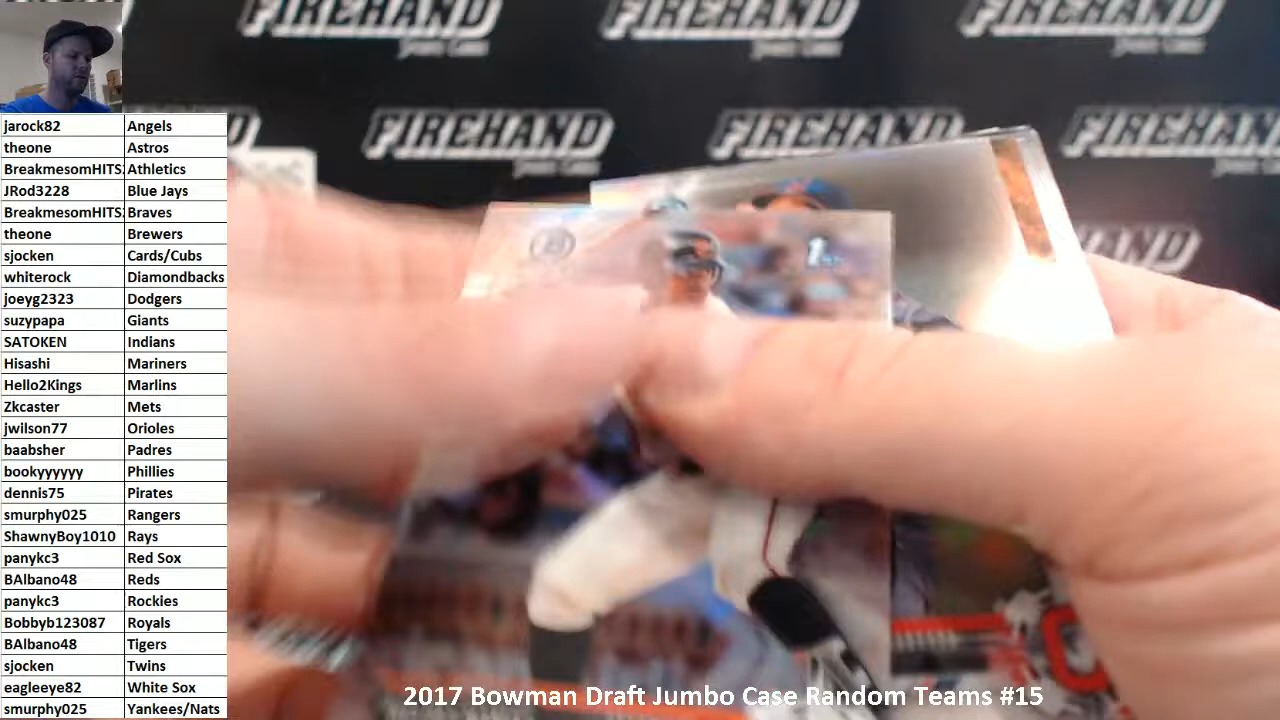 FIREHAND FIREHAND FIREHAND
FIREHAND FIREHAND FIREHAND
jarock82 Angels
theone Astros
BreakmesomHITS Athletics
JRod3228 Blue Jays
BreakmesomHITS Braves
theone Brewers
sjocken Cards/Cubs
whiterock Diamondbacks
joeyg2323 Dodgers
suzypapa Giants
SATOKEN Indians
Hisashi Mariners
Hello2Kings Marlins
Zkcaster Mets
jwilson77 Orioles
baabsher Padres
bookyyyyyy Phillies
dennis75 Pirates
smurphy025 Rangers
ShawnyBoy1010 Rays
panykc3 Red Sox
BAlbano48 Reds
panykc3 Rockies
Bobbyb123087 Royals
BAlbano48 Tigers
sjocken Twins
eagleeye82 White Sox
smurphy025 Yankees/Nats
1st
2017 Bowman Draft Jumbo Case Random Teams #15